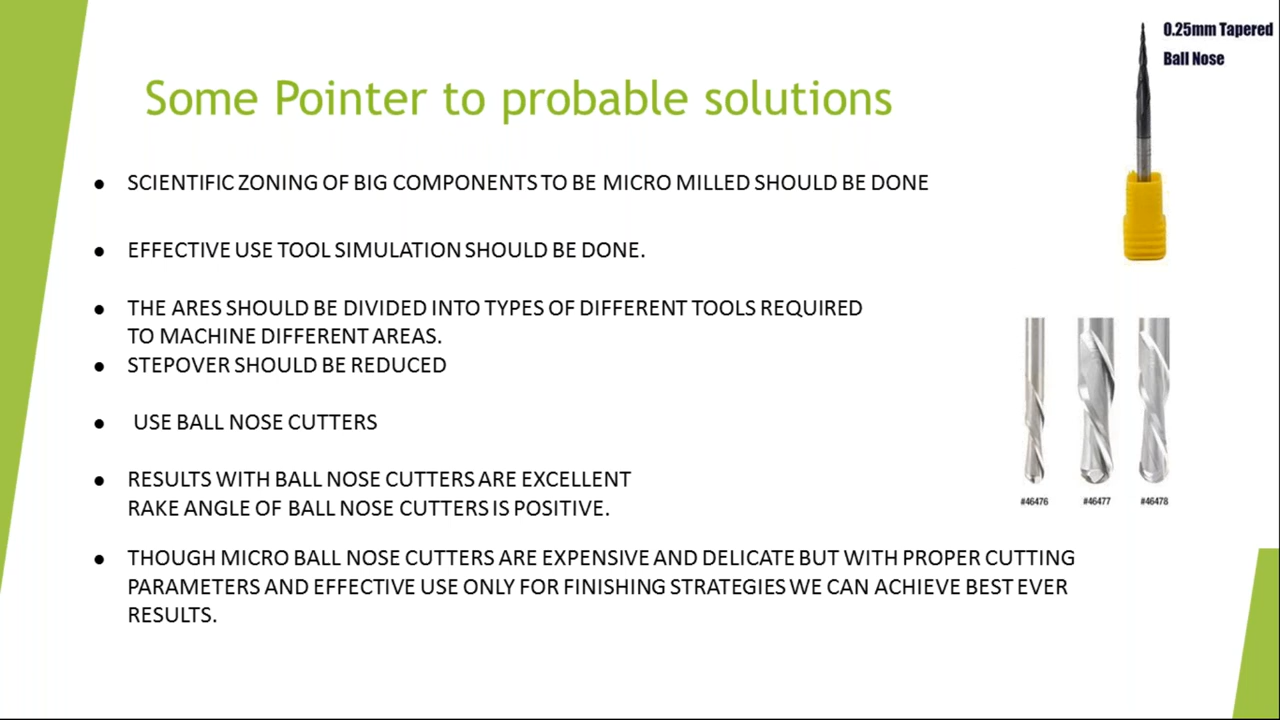 0.25mm Tapered
Ball Nose
Some Pointer to probable solutions
● SCIENTIFIC ZONING OF BIG COMPONENTS TO BE MICRO MILLED SHOULD BE DONE
● EFFECTIVE USE TOOL SIMULATION SHOULD BE DONE.
● THE ARES SHOULD BE DIVIDED INTO TYPES OF DIFFERENT TOOLS REQUIRED
TO MACHINE DIFFERENT AREAS.
● STEPOVER SHOULD BE REDUCED
● USE BALL NOSE CUTTERS
● RESULTS WITH BALL NOSE CUTTERS ARE EXCELLENT
RAKE ANGLE OF BALL NOSE CUTTERS IS POSITIVE.
● THOUGH MICRO BALL NOSE CUTTERS ARE EXPENSIVE AND DELICATE BUT WITH PROPER CUTTING
PARAMETERS AND EFFECTIVE USE ONLY FOR FINISHING STRATEGIES WE CAN ACHIEVE BEST EVER
RESULTS.
#46476 #46477 #46478